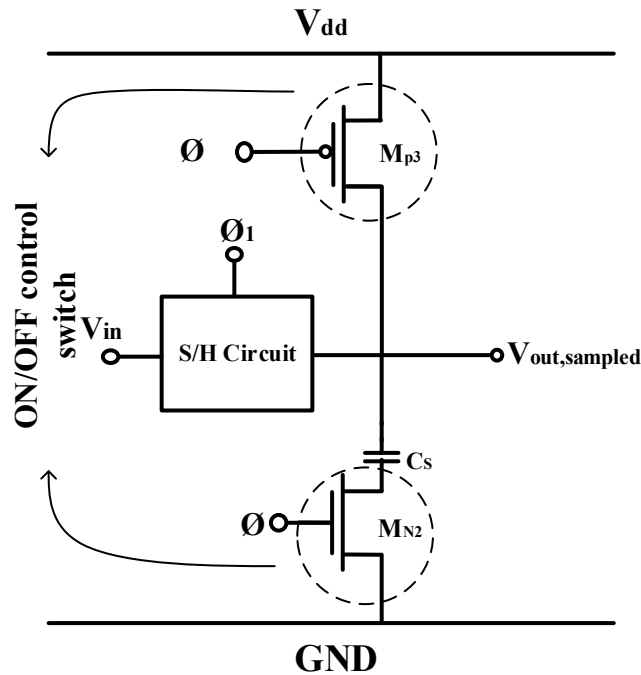 Vdd
Mp3
Ø
Ø1
ON/OFF control
switch
Vin
S/H Circuit
Vout,sampled
Cs
Ø
MN2
GND